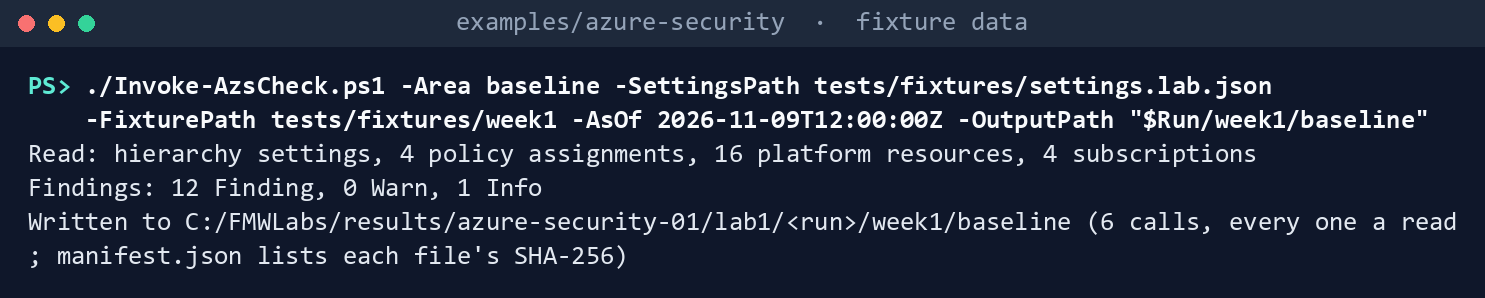 examples/azure-security · fixture data
PS> ./Invoke-AzsCheck.ps1 -Area baseline -SettingsPath tests/fixtures/settings.lab.json
-FixturePath tests/fixtures/week1 -AsOf 2026-11-09T12:00:00Z -OutputPath "$Run/week1/baseline"
Read: hierarchy settings, 4 policy assignments, 16 platform resources, 4 subscriptions
Findings: 12 Finding, 0 Warn, 1 Info
Written to C:/FMWLabs/results/azure-security-01/lab1/<run>/week1/baseline (6 calls, every one a read
; manifest.json lists each file's SHA-256)